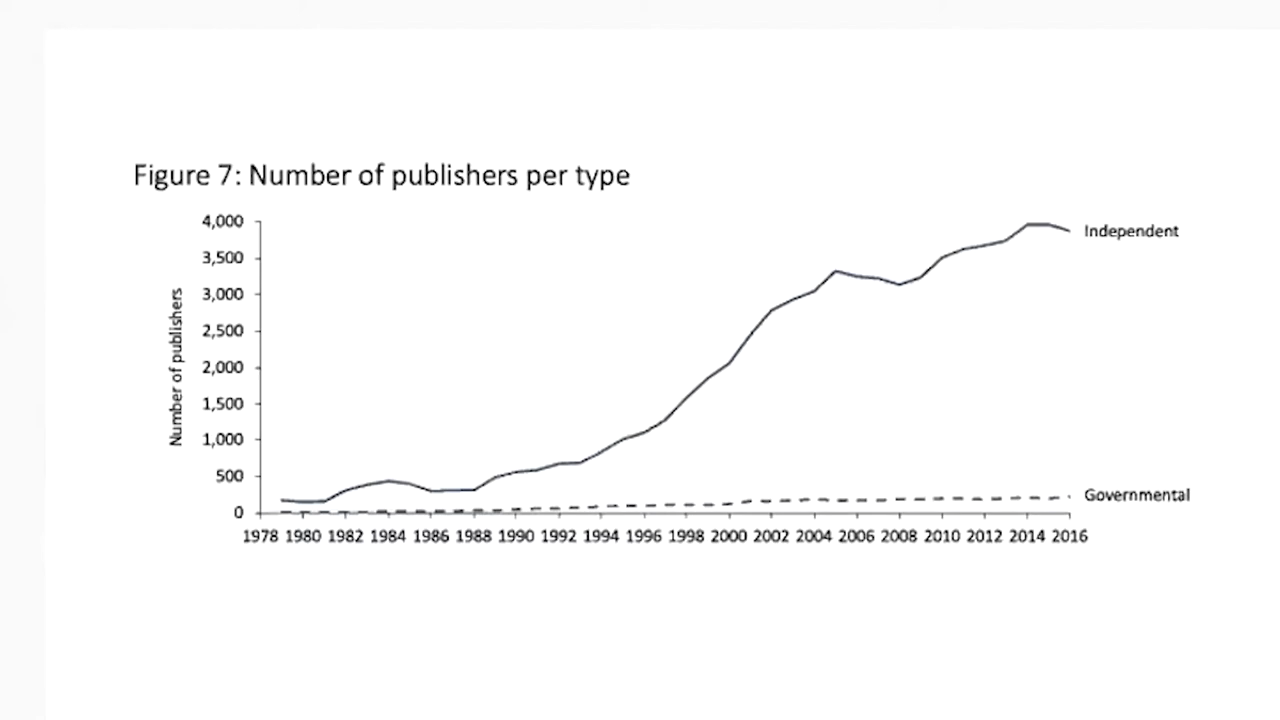 Figure 7: Number of publishers per type
4,000
3,500
3,000
2,500
2,000
1,500
1,000
500
0
Number of publishers
Independent
Governmental
1978 1980 1982 1984 1986 1988 1990 1992 1994 1996 1998 2000 2002 2004 2006 2008 2010 2012 2014 2016